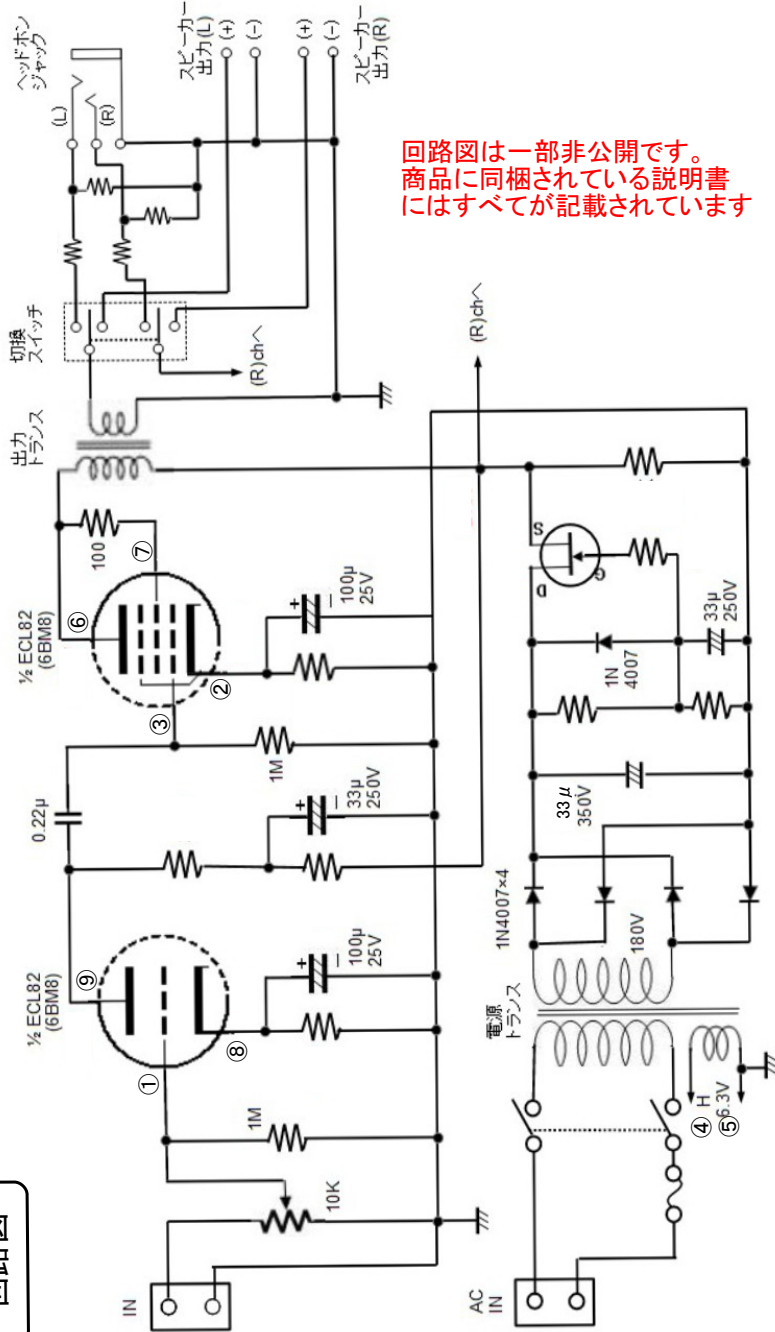 回路図
回路図は一部非公開です。
商品に同梱されている説明書
にはすべてが記載されています
IN
10K
1M
①
½ ECL82
(6BM8)
⑨
⑧
100μ
25V
+
−
0.22μ
33μ
250V
+
−
1M
③
½ ECL82
(6BM8)
⑥
②
⑦
100
100μ
25V
+
−
出力
トランス
切換
スイッチ
(R)chへ
ヘッドホン
ジャック
(L)
(R)
スピーカー
出力(L)
(+)
(−)
(+)
(−)
スピーカー
出力(R)
(R)chへ
AC
IN
電源
トランス
④
H
6.3V
⑤
180V
1N4007×4
33μ
350V
1N
4007
33μ
250V
D
G
S